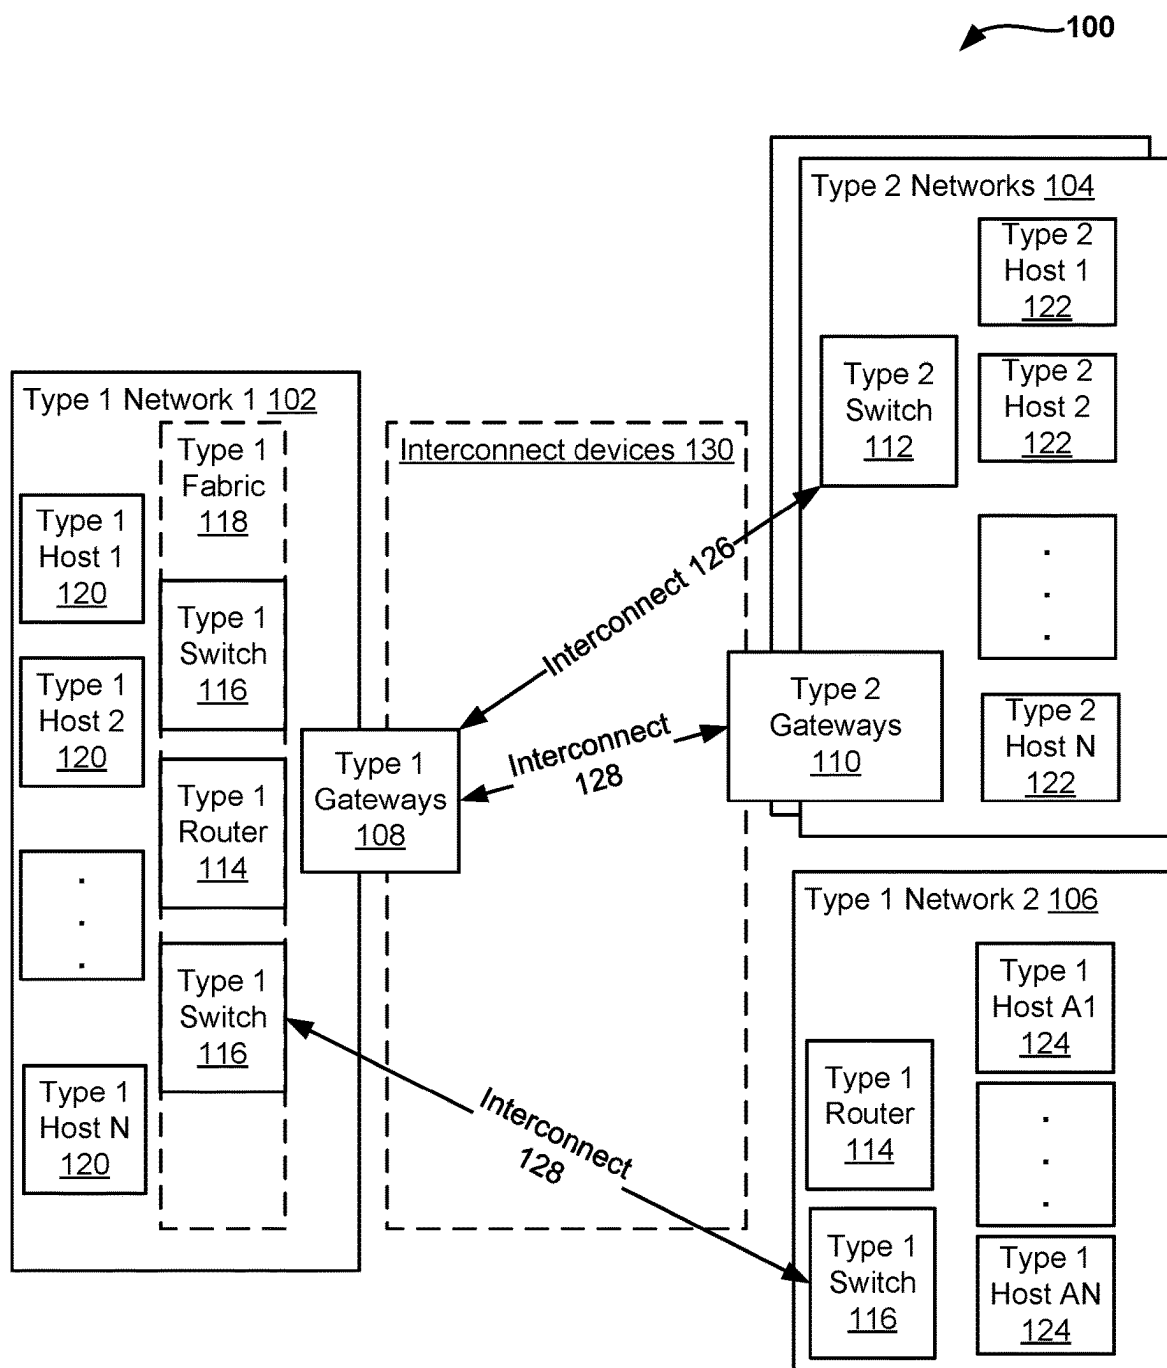 100
Type 1 Network 1 102
Type 1
Fabric
118
Type 1
Host 1
120
Type 1
Switch
116
Type 1
Host 2
120
Type 1
Router
114
.
.
.
Type 1
Switch
116
Type 1
Host N
120
Type 1
Gateways
108
Interconnect devices 130
Interconnect 126
Interconnect
128
Interconnect
128
Type 2 Networks 104
Type 2
Host 1
122
Type 2
Switch
112
Type 2
Host 2
122
.
.
.
Type 2
Gateways
110
Type 2
Host N
122
Type 1 Network 2 106
Type 1
Host A1
124
Type 1
Router
114
.
.
.
Type 1
Switch
116
Type 1
Host AN
124